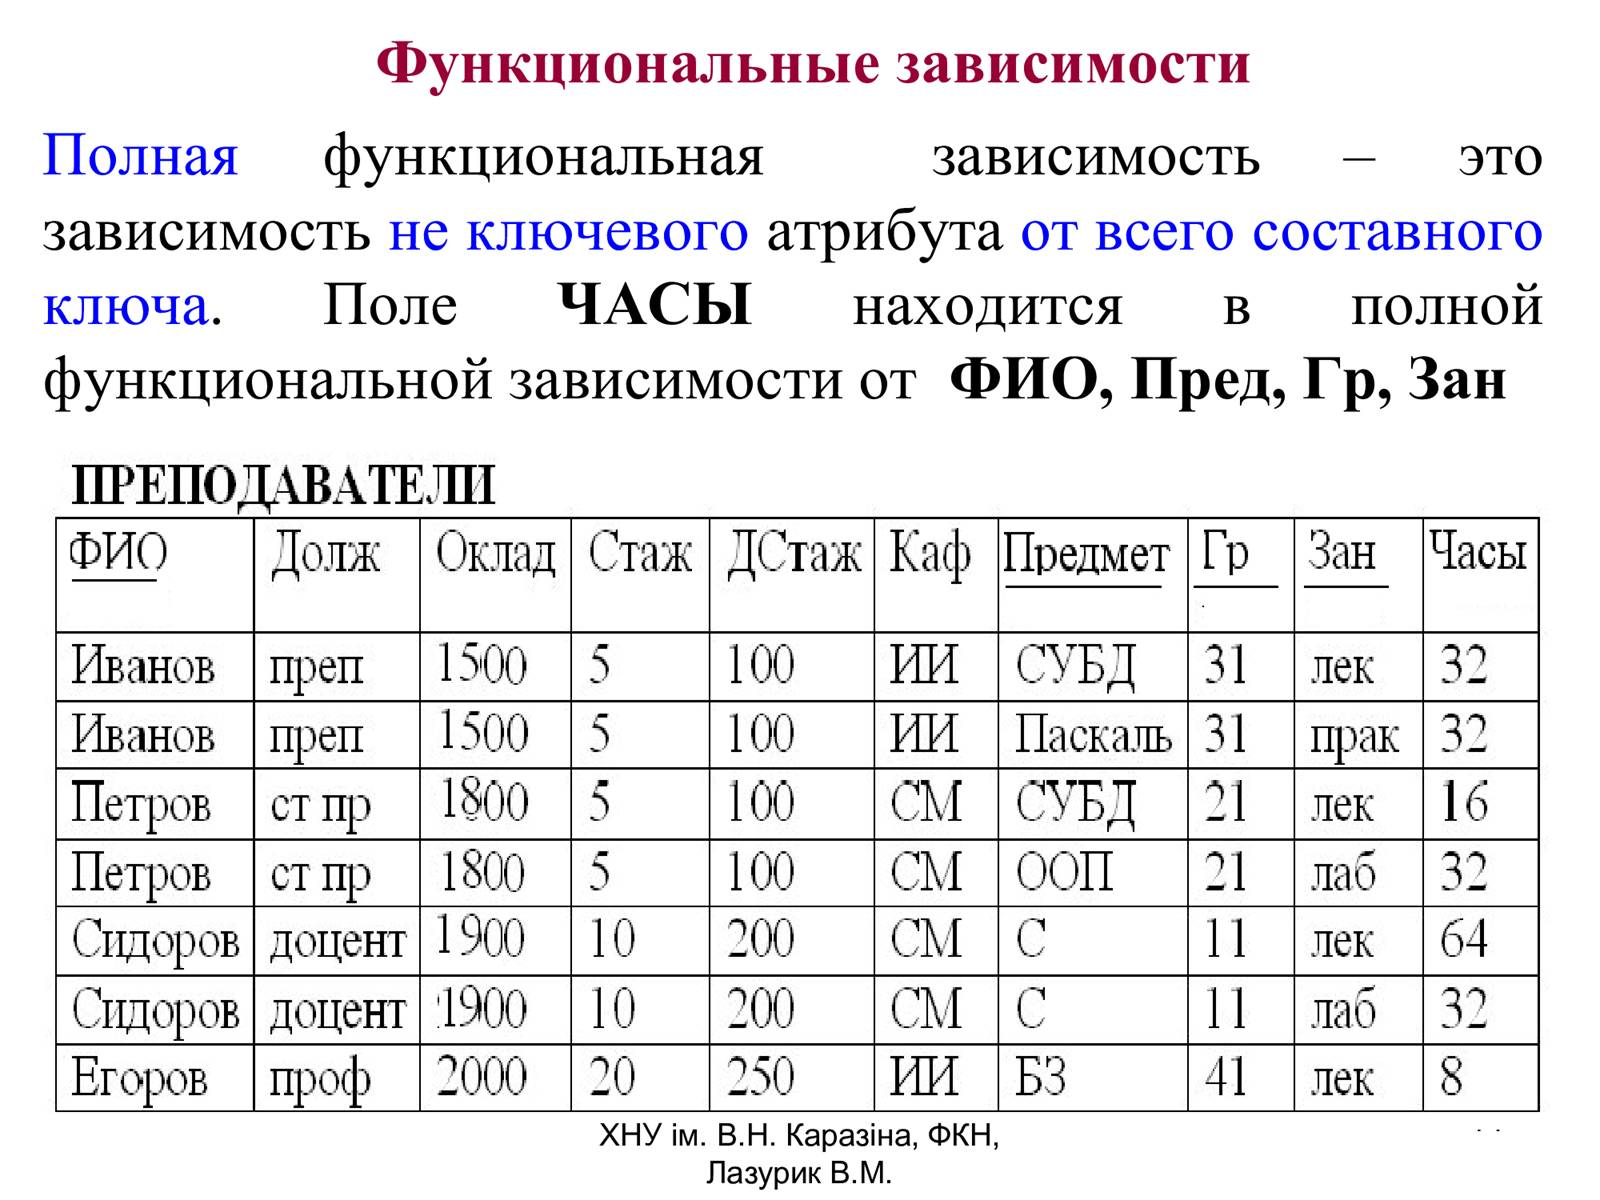 Функциональные зависимости
Полная функциональная зависимость – это
зависимость не ключевого атрибута от всего составного
ключа. Поле ЧАСЫ находится в полной
функциональной зависимости от ФИО, Пред, Гр, Зан
ПРЕПОДАВАТЕЛИ
ФИО Долж Оклад Стаж ДСтаж Каф Предмет Гр Зан Часы
Иванов преп 1500 5 100 ИИ СУБД 31 лек 32
Иванов преп 1500 5 100 ИИ Паскаль 31 прак 32
Петров ст пр 1800 5 100 СМ СУБД 21 лек 16
Петров ст пр 1800 5 100 СМ ООП 21 лаб 32
Сидоров доцент 1900 10 200 СМ С 11 лек 64
Сидоров доцент 1900 10 200 СМ С 11 лаб 32
Егоров проф 2000 20 250 ИИ БЗ 41 лек 8
ХНУ ім. В.Н. Каразіна, ФКН,
Лазурик В.М.